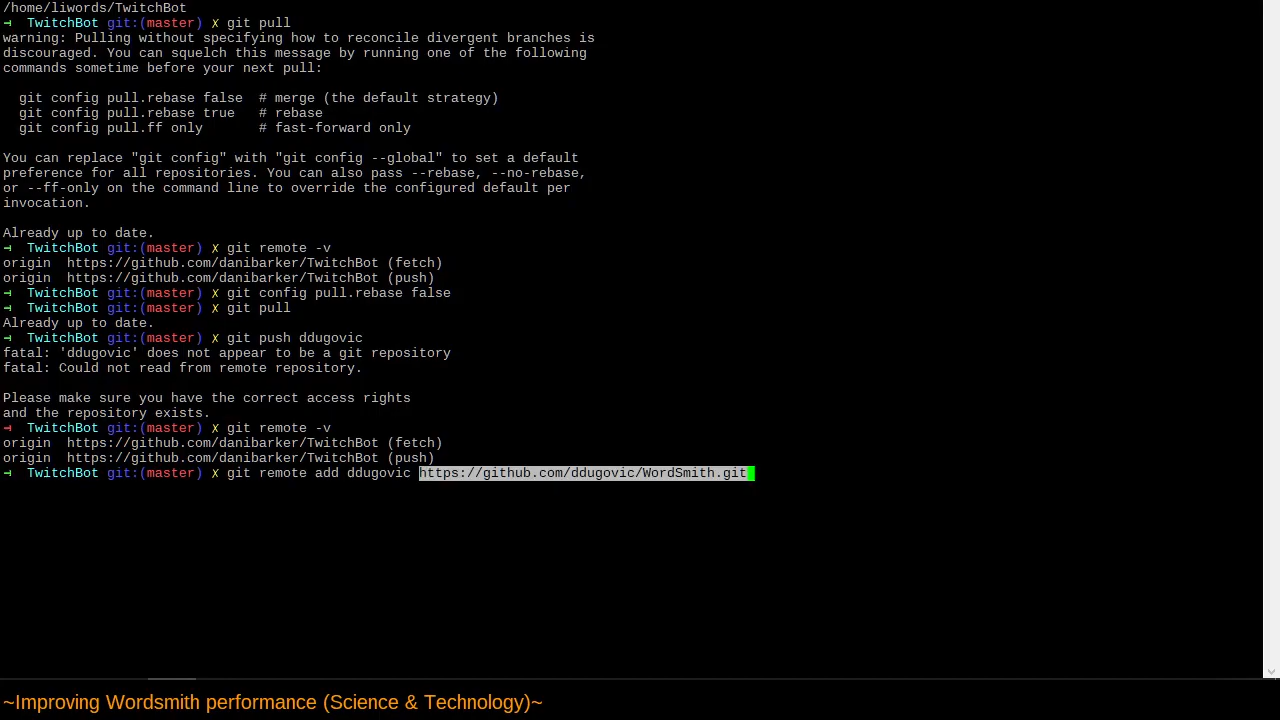 /home/liwords/TwitchBot
→ TwitchBot git:(master) ✗ git pull
warning: Pulling without specifying how to reconcile divergent branches is
discouraged. You can squelch this message by running one of the following
commands sometime before your next pull:
git config pull.rebase false  # merge (the default strategy)
git config pull.rebase true   # rebase
git config pull.ff only       # fast-forward only
You can replace "git config" with "git config --global" to set a default
preference for all repositories. You can also pass --rebase, --no-rebase,
or --ff-only on the command line to override the configured default per
invocation.
Already up to date.
→ TwitchBot git:(master) ✗ git remote -v
origin  https://github.com/danibarker/TwitchBot (fetch)
origin  https://github.com/danibarker/TwitchBot (push)
→ TwitchBot git:(master) ✗ git config pull.rebase false
→ TwitchBot git:(master) ✗ git pull
Already up to date.
→ TwitchBot git:(master) ✗ git push ddugovic
fatal: 'ddugovic' does not appear to be a git repository
fatal: Could not read from remote repository.
Please make sure you have the correct access rights
and the repository exists.
→ TwitchBot git:(master) ✗ git remote -v
origin  https://github.com/danibarker/TwitchBot (fetch)
origin  https://github.com/danibarker/TwitchBot (push)
→ TwitchBot git:(master) ✗ git remote add ddugovic https://github.com/ddugovic/WordSmith.git
~Improving Wordsmith performance (Science & Technology)~